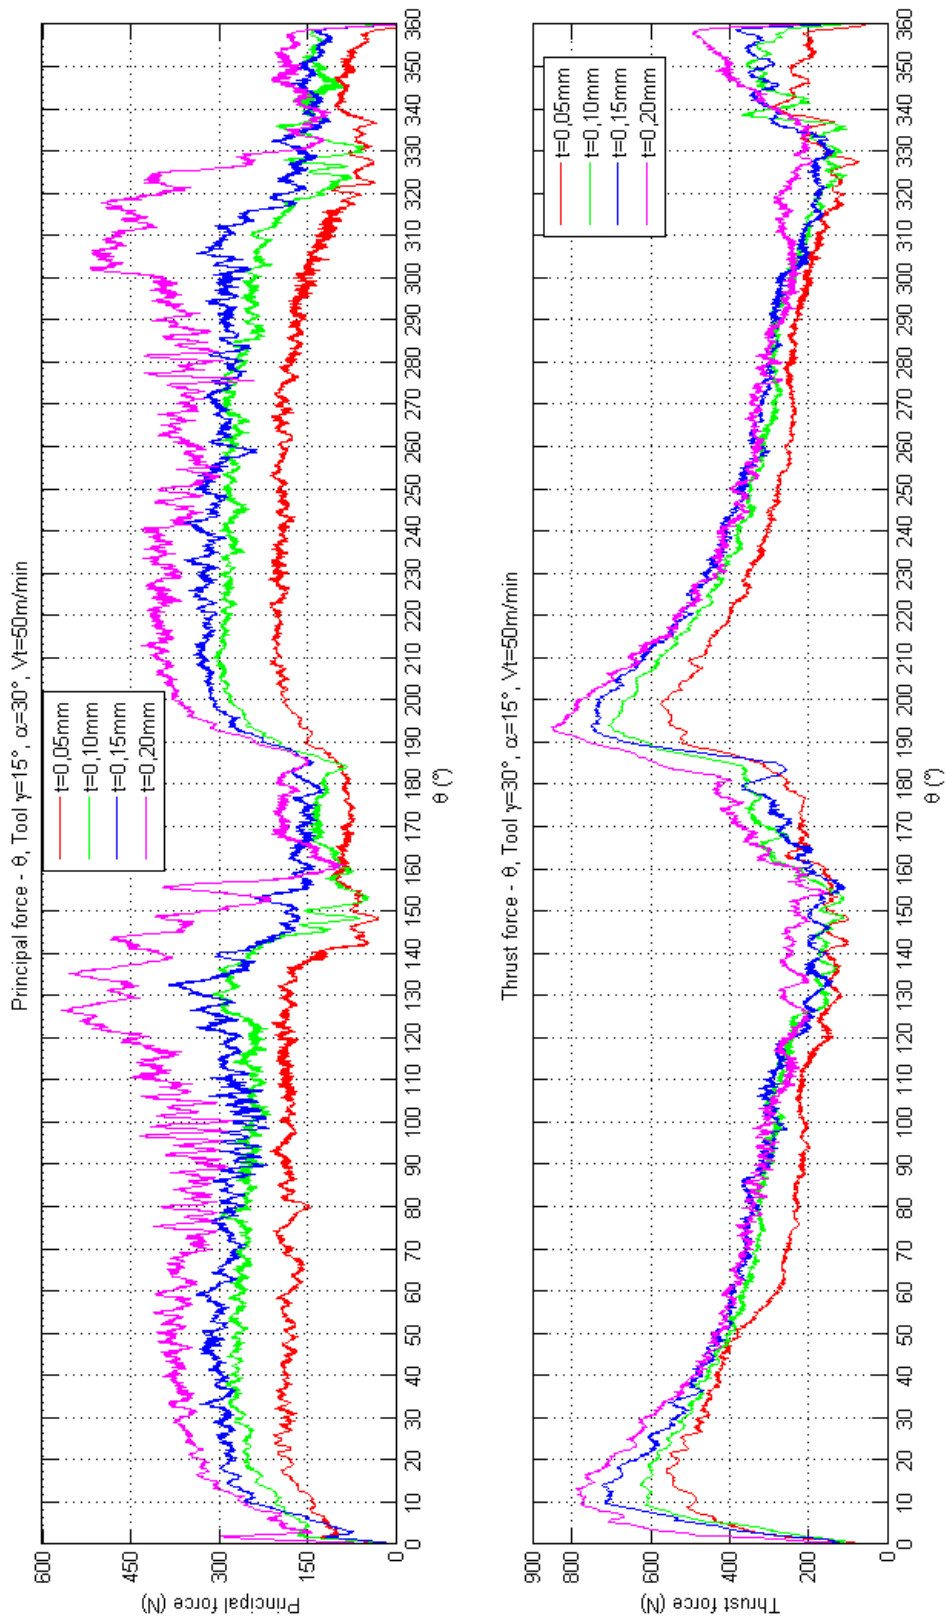 Principal force - θ, Tool γ=15°, α=30°, Vt=50m/min
600
450
300
150
0
Principal force (N)
t=0,05mm
t=0,10mm
t=0,15mm
t=0,20mm
0 10 20 30 40 50 60 70 80 90 100 110 120 130 140 150 160 170 180 190 200 210 220 230 240 250 260 270 280 290 300 310 320 330 340 350 360
θ (°)
Thrust force - θ, Tool γ=30°, α=15°, Vt=50m/min
1000
800
600
400
200
0
Thrust force (N)
t=0,05mm
t=0,10mm
t=0,15mm
t=0,20mm
0 10 20 30 40 50 60 70 80 90 100 110 120 130 140 150 160 170 180 190 200 210 220 230 240 250 260 270 280 290 300 310 320 330 340 350 360
θ (°)